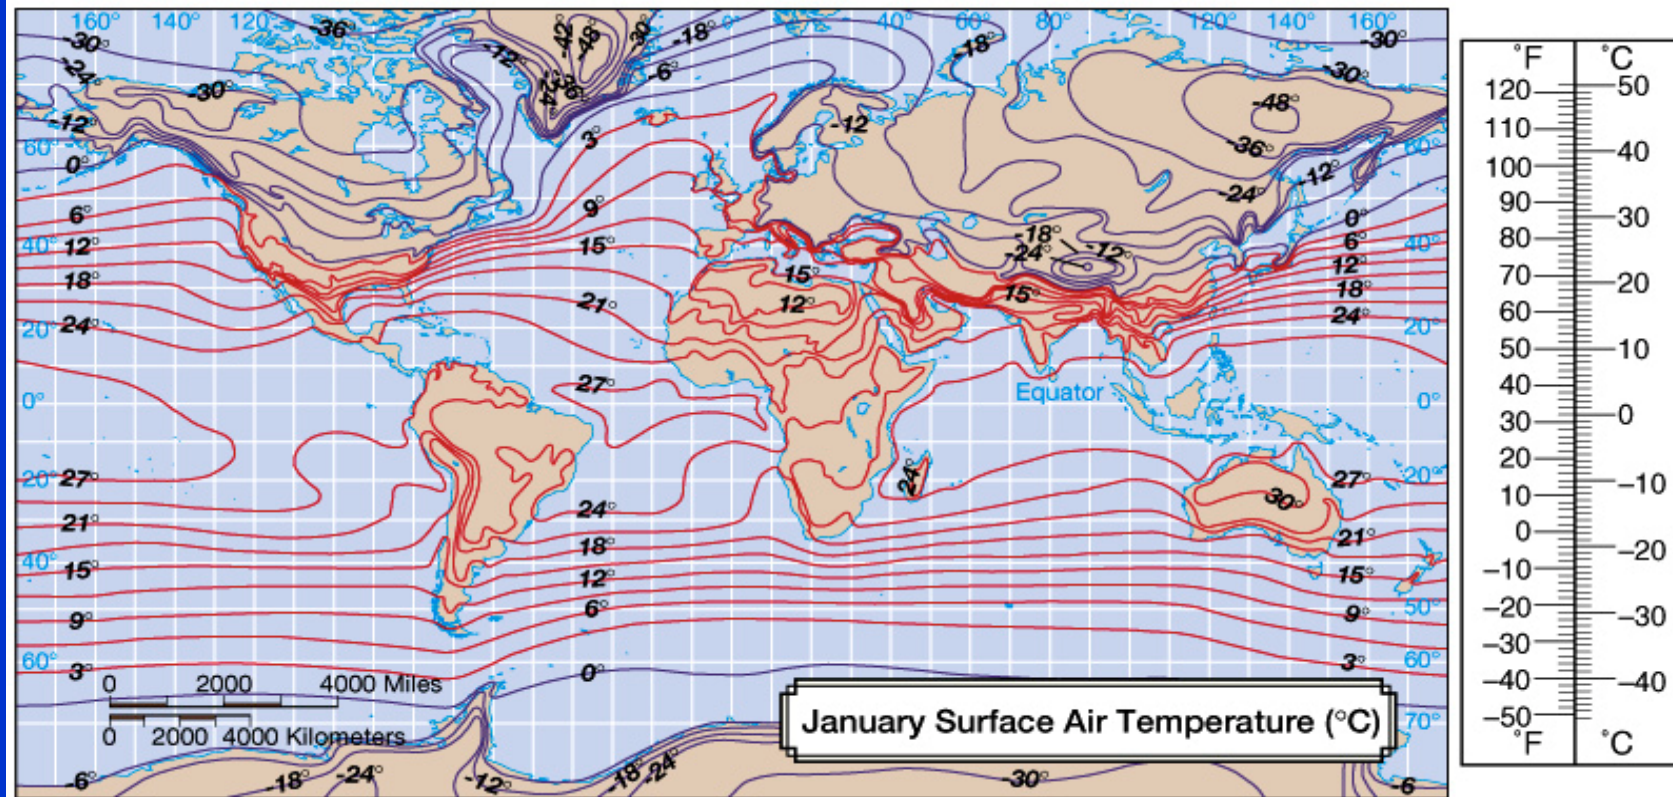 160° 140° 120° -36° -42° -48° 30° -18° 0° 40° 60° 80° 120° 140° 160°
-30° -12° -18° -30°
-24° -6° -30°
-30° -24 -36 -48°
-12° 3° -12 -36°
60° 60°
0° -24° -12°
6° 9° 0°
12° 15° -18° -12° 6°
40° -24° 40°
18° 15° 15° 12°
24° 21° 12° 18°
20° 24° 20°
27° Equator
0° 0°
27° 24° 27°
20° 30° 20°
21° 24° 21°
18°
40° 15° 12° 15° 40°
9° 6° 9° 50°
60° 3° 0° 3° 60°
0 2000 4000 Miles
0 2000 4000 Kilometers
January Surface Air Temperature (°C)
70°
-6° -18° -24° -12° -18° -24° -30° -6
°F °C
120 50
110
100 40
90 30
80
70 20
60
50 10
40
30 0
20
10 -10
0
-10 -20
-20 -30
-30
-40 -40
-50
°F °C